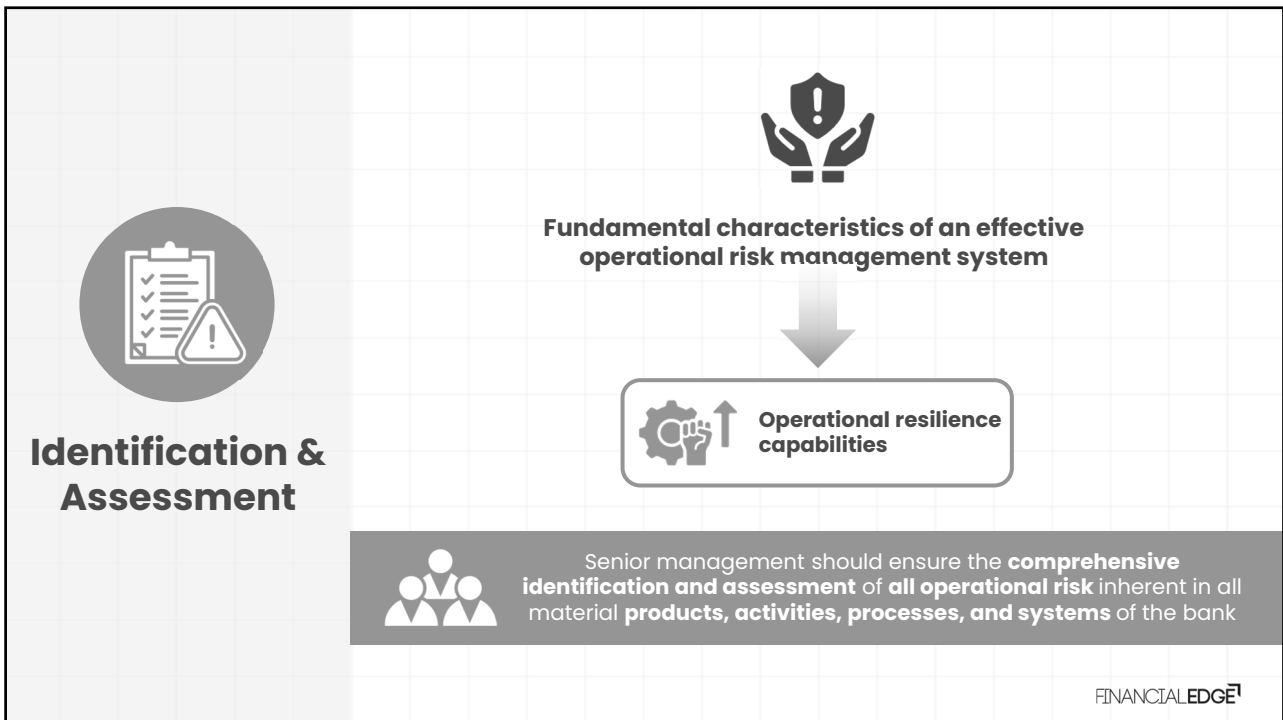 Identification &
Assessment
Fundamental characteristics of an effective
operational risk management system
Operational resilience
capabilities
Senior management should ensure the comprehensive
identification and assessment of all operational risk inherent in all
material products, activities, processes, and systems of the bank
FINANCIALEDGE